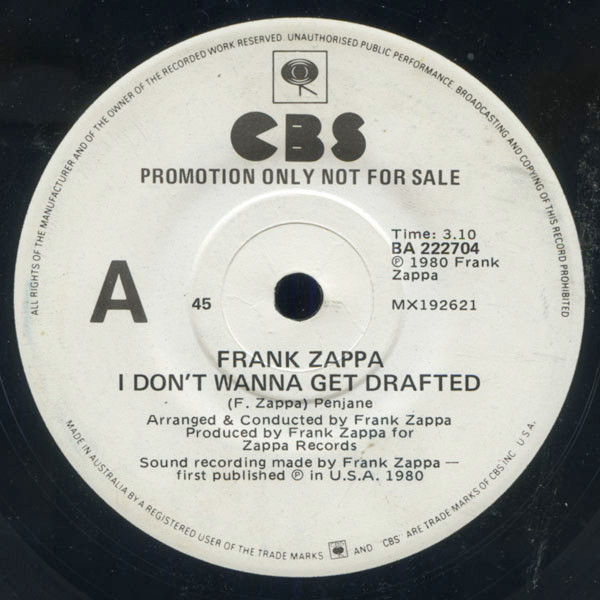 ALL RIGHTS OF THE MANUFACTURER AND OF THE OWNER OF THE RECORDED WORK RESERVED. UNAUTHORISED PUBLIC PERFORMANCE, BROADCASTING AND COPYING OF THIS RECORD PROHIBITED
CBS
PROMOTION ONLY NOT FOR SALE
Time: 3.10
BA 222704
℗ 1980 Frank
Zappa
A
45
MX192621
FRANK ZAPPA
I DON'T WANNA GET DRAFTED
(F. Zappa) Penjane
Arranged & Conducted by Frank Zappa
Produced by Frank Zappa for
Zappa Records
Sound recording made by Frank Zappa —
first published ℗ in U.S.A. 1980
MADE IN AUSTRALIA BY A REGISTERED USER OF THE TRADE MARKS AND "CBS" ARE TRADE MARKS OF CBS INC U.S.A.